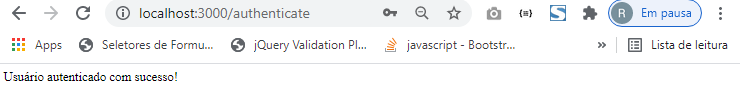 localhost:3000/authenticate
R Em pausa
Apps Seletores de Formu... jQuery Validation Pl... javascript - Bootstr... » Lista de leitura
Usuário autenticado com sucesso!